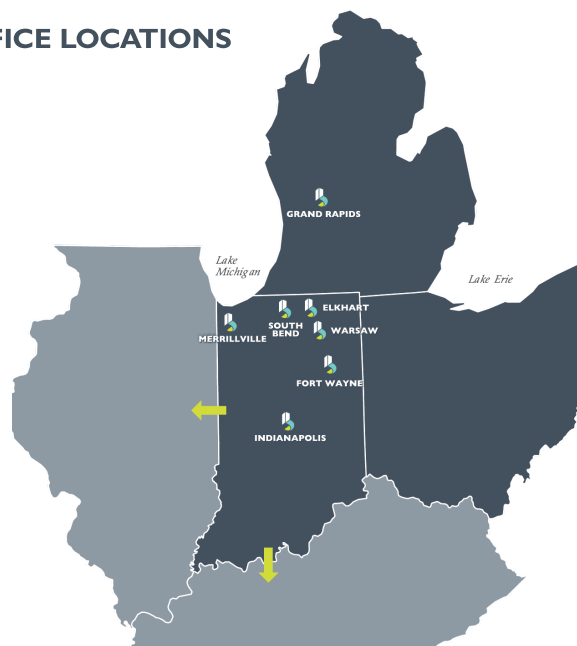 FICE LOCATIONS
GRAND RAPIDS
Lake
Michigan
Lake Erie
ELKHART
SOUTH
BEND
WARSAW
MERRILLVILLE
FORT WAYNE
INDIANAPOLIS